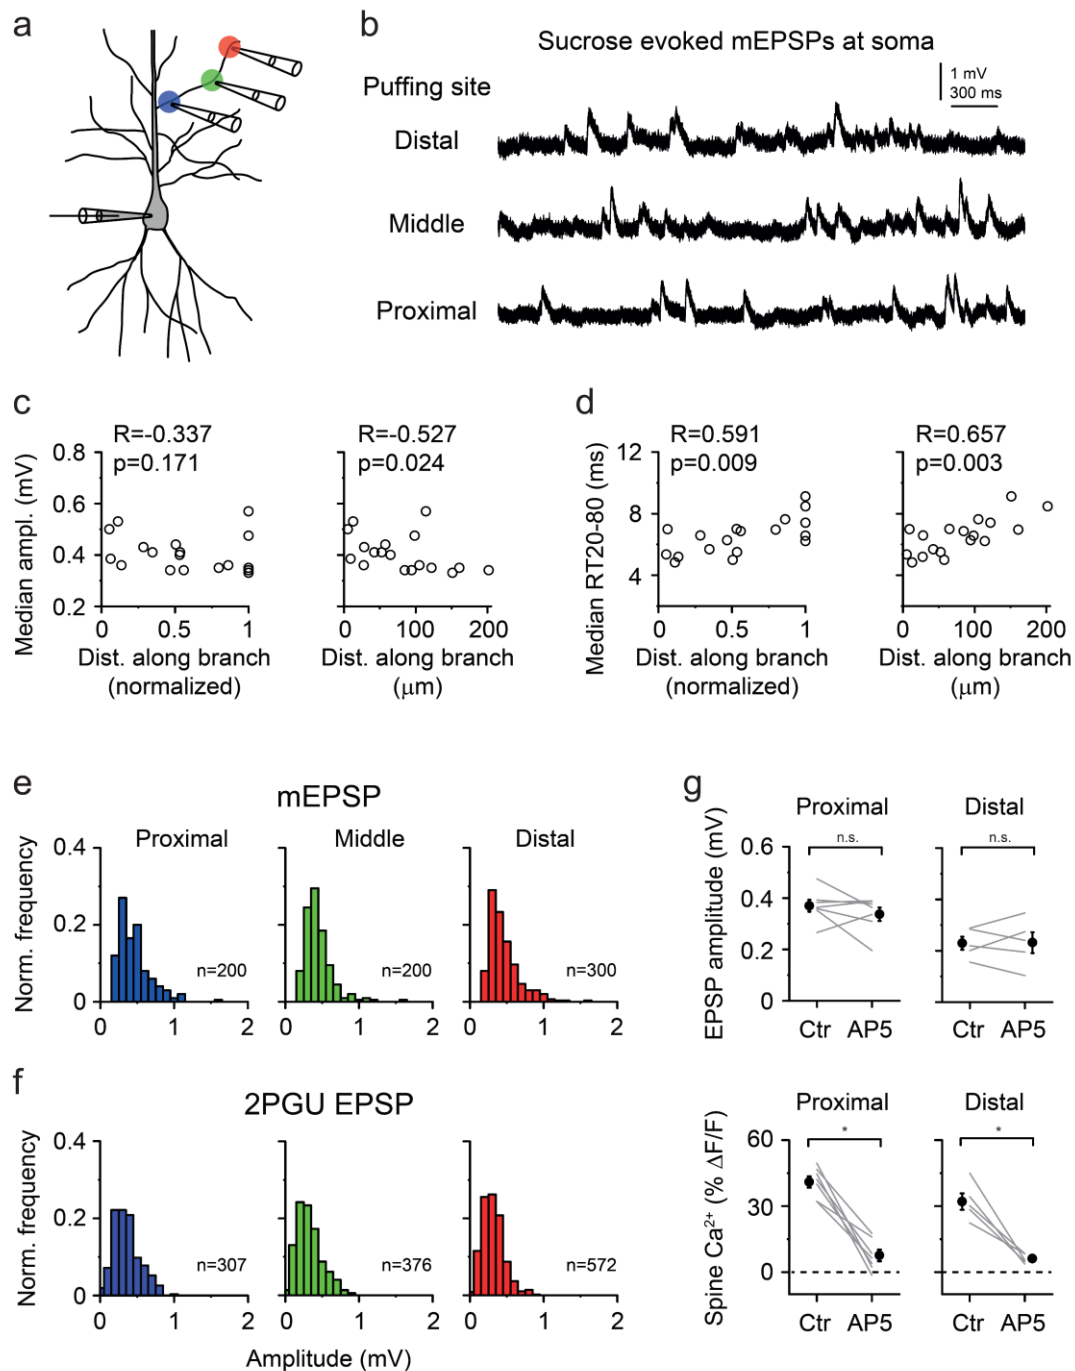 a
b
Sucrose evoked mEPSPs at soma
Puffing site
1 mV
300 ms
Distal
Middle
Proximal
c
R=-0.337
p=0.171
R=-0.527
p=0.024
Median ampl. (mV)
0.8
0.6
0.4
0.2
0 0.5 1
Dist. along branch
(normalized)
0 100 200
Dist. along branch
(μm)
d
R=0.591
p=0.009
R=0.657
p=0.003
Median RT20-80 (ms)
12
8
4
0 0.5 1
Dist. along branch
(normalized)
0 100 200
Dist. along branch
(μm)
e
mEPSP
Proximal Middle Distal
Norm. frequency
0.4
0.2
0
n=200 n=200 n=300
0 1 2 0 1 2 0 1 2
f
2PGU EPSP
Norm. frequency
0.4
0.2
0
n=307 n=376 n=572
0 1 2 0 1 2 0 1 2
Amplitude (mV)
g
Proximal Distal
n.s. n.s.
EPSP amplitude (mV)
0.6
0.4
0.2
0
Ctr AP5 Ctr AP5
Proximal Distal
* *
Spine Ca²⁺ (% ΔF/F)
60
30
0
Ctr AP5 Ctr AP5